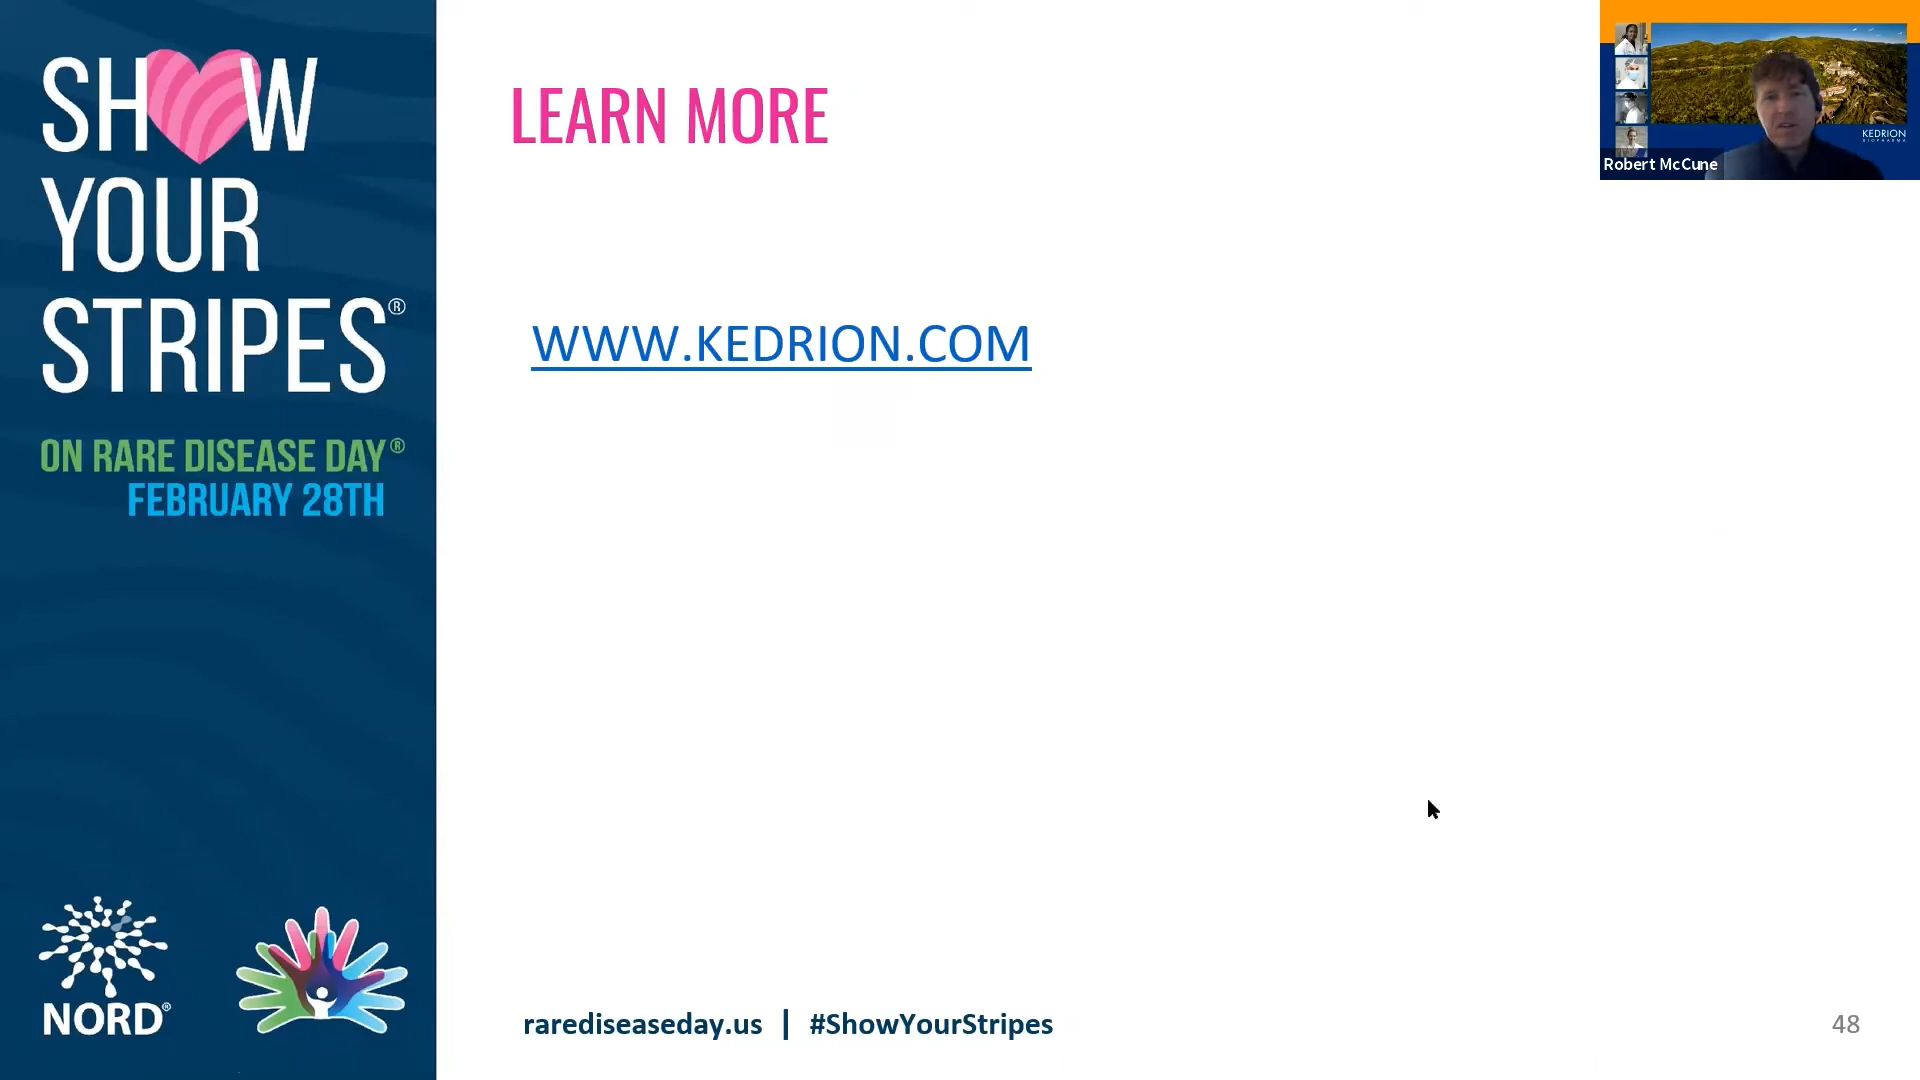 SHOW
YOUR
STRIPES®
ON RARE DISEASE DAY®
FEBRUARY 28TH
NORD®
LEARN MORE
WWW.KEDRION.COM
rarediseaseday.us | #ShowYourStripes
48
KEDRION
BIOPHARMA
Robert McCune